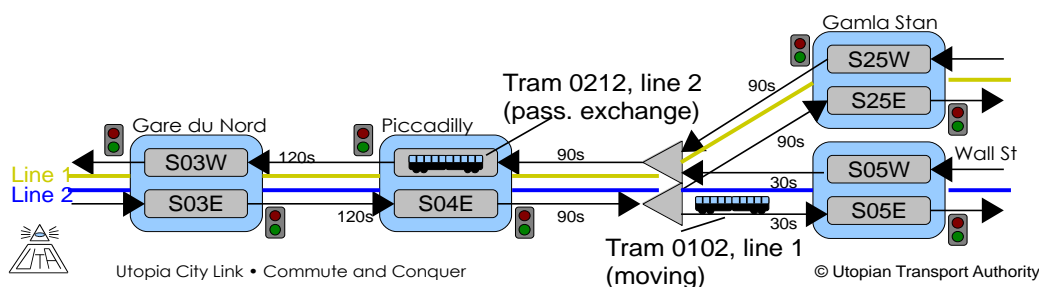 Gamla Stan
S25W
S25E
90s
90s
Tram 0212, line 2
(pass. exchange)
Gare du Nord
Piccadilly
S03W
120s
90s
S05W
Wall St
Line 1
Line 2
30s
S03E
120s
S04E
90s
30s
S05E
Tram 0102, line 1
(moving)
UTA
Utopia City Link • Commute and Conquer
© Utopian Transport Authority